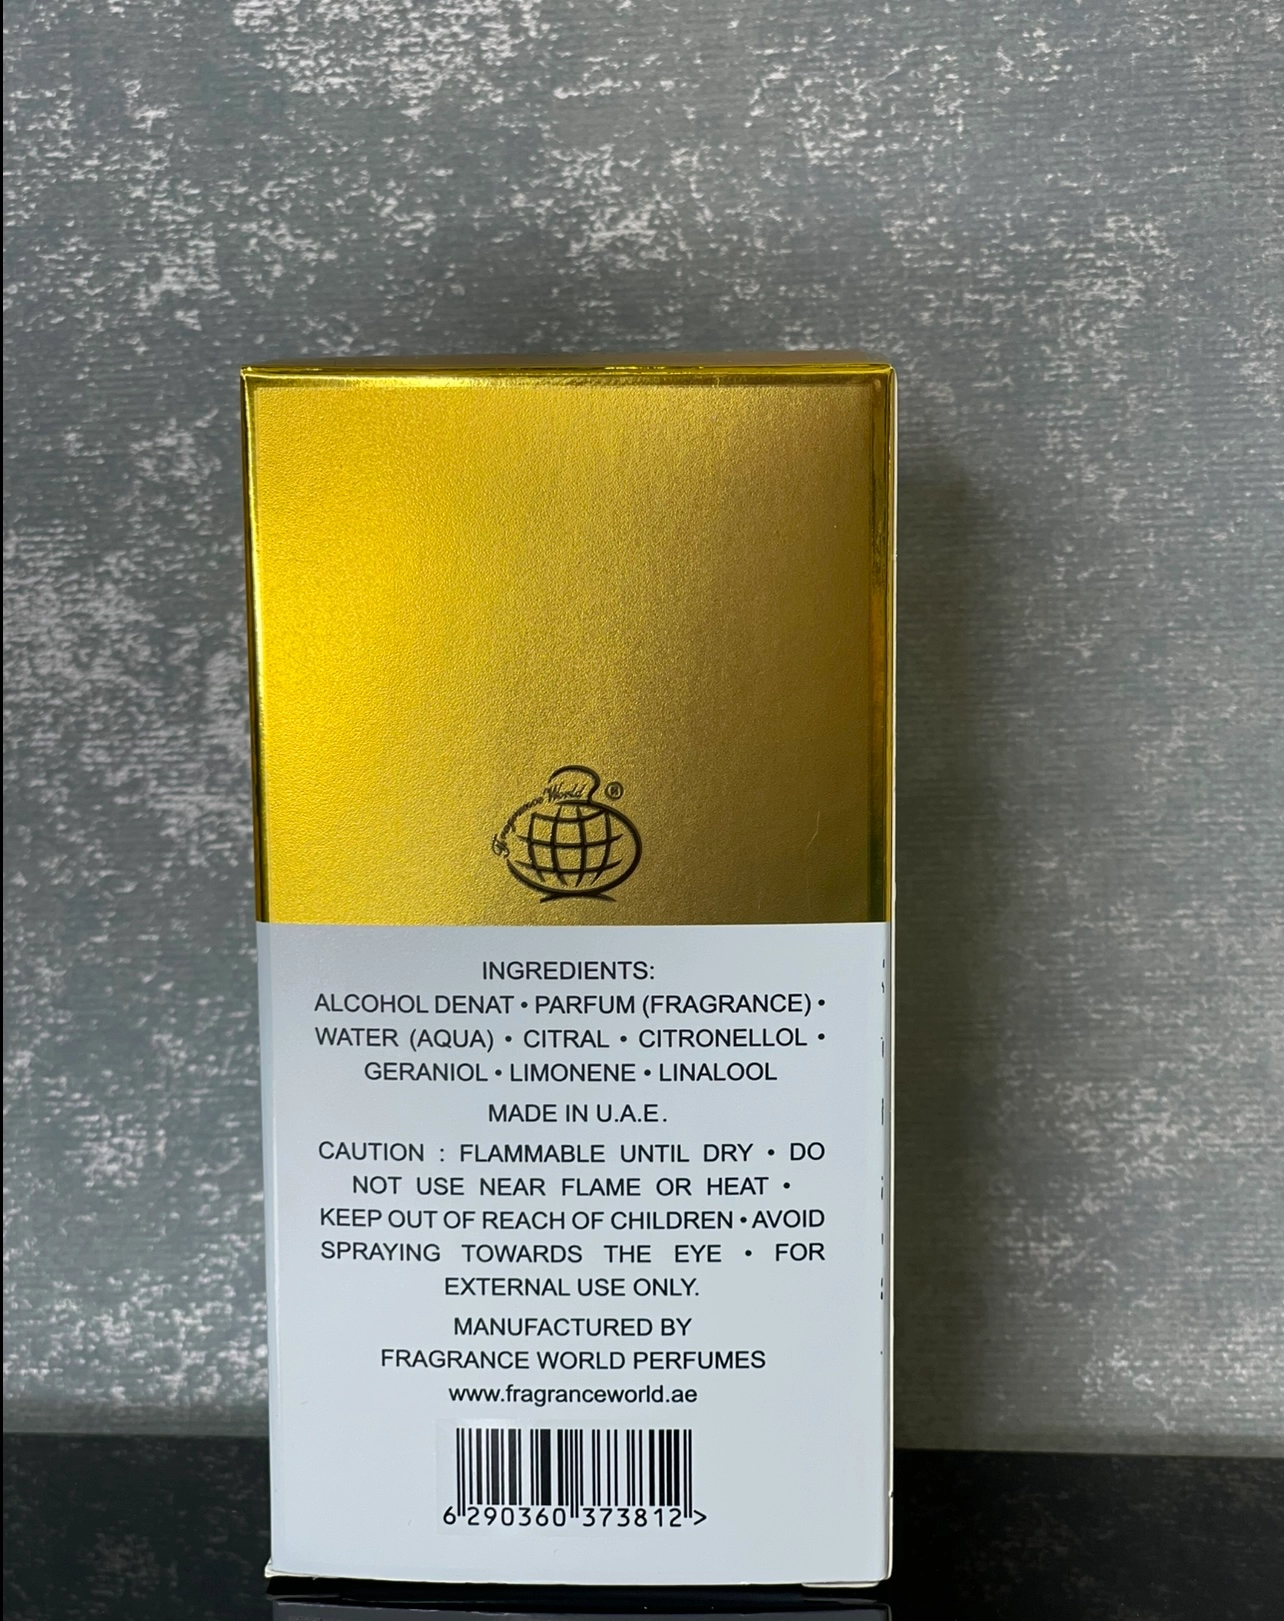 Fragrance World ®
INGREDIENTS:
ALCOHOL DENAT • PARFUM (FRAGRANCE) •
WATER (AQUA) • CITRAL • CITRONELLOL •
GERANIOL • LIMONENE • LINALOOL
MADE IN U.A.E.
CAUTION : FLAMMABLE UNTIL DRY • DO
NOT USE NEAR FLAME OR HEAT •
KEEP OUT OF REACH OF CHILDREN • AVOID
SPRAYING TOWARDS THE EYE • FOR
EXTERNAL USE ONLY.
MANUFACTURED BY
FRAGRANCE WORLD PERFUMES
www.fragranceworld.ae
6 290360 373812 >